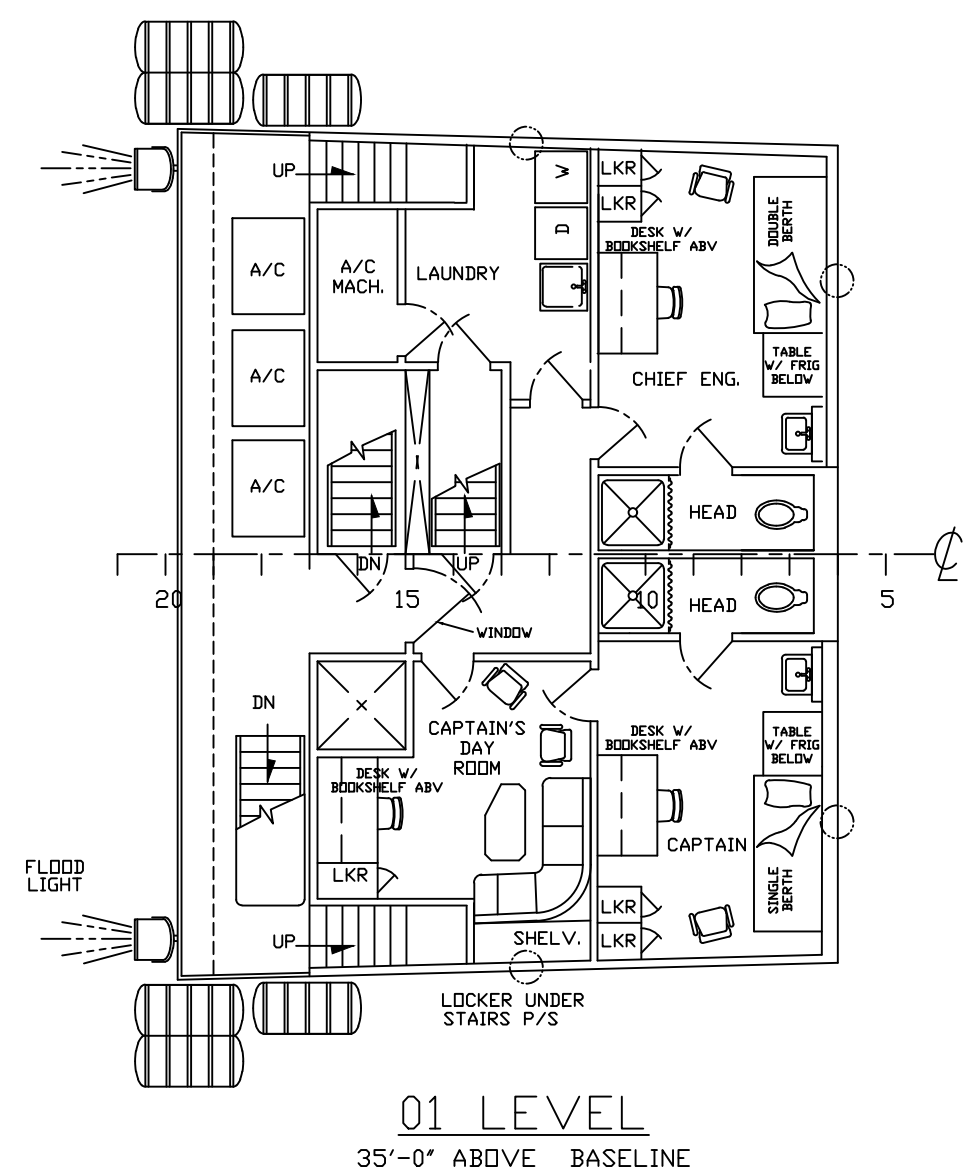 UP
LKR
LKR
W
D
DOUBLE
BERTH
DESK W/
BOOKSHELF ABV
A/C
A/C
MACH.
LAUNDRY
A/C
CHIEF ENG.
TABLE
W/ FRIG
BELOW
A/C
HEAD
DN
UP
20
15
10
5
HEAD
WINDOW
DN
CAPTAIN'S
DAY
ROOM
DESK W/
BOOKSHELF ABV
TABLE
W/ FRIG
BELOW
DESK W/
BOOKSHELF ABV
CAPTAIN
FLOOD
LIGHT
LKR
SINGLE
BERTH
LKR
LKR
UP
SHELV.
LOCKER UNDER
STAIRS P/S
01 LEVEL
35'-0" ABOVE BASELINE